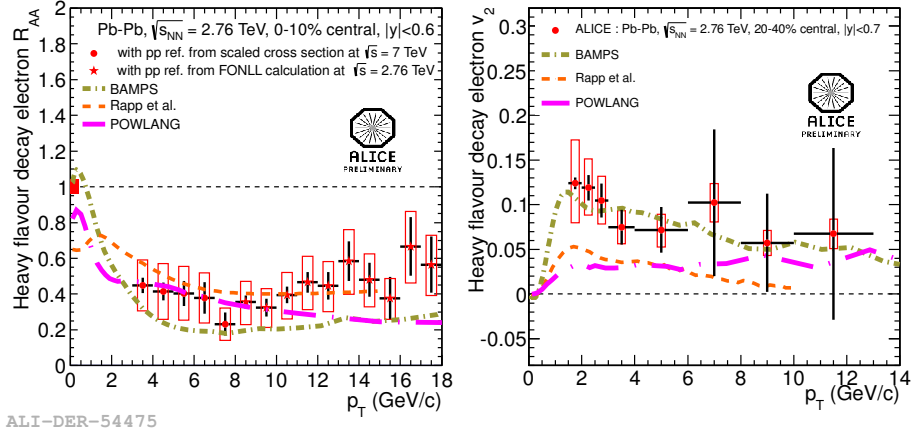 Heavy flavour decay electron R_AA
2
1.8
1.6
1.4
1.2
1
0.8
0.6
0.4
0.2
0
Pb-Pb, √s_NN = 2.76 TeV, 0-10% central, |y|<0.6
with pp ref. from scaled cross section at √s = 7 TeV
with pp ref. from FONLL calculation at √s = 2.76 TeV
BAMPS
Rapp et al.
POWLANG
ALICE
PRELIMINARY
0 2 4 6 8 10 12 14 16 18
p_T (GeV/c)
Heavy flavour decay electron v_2
0.3
0.25
0.2
0.15
0.1
0.05
0
-0.05
ALICE : Pb-Pb, √s_NN = 2.76 TeV, 20-40% central, |y|<0.7
BAMPS
Rapp et al.
POWLANG
ALICE
PRELIMINARY
0 2 4 6 8 10 12 14
p_T (GeV/c)
ALI-DER-54475